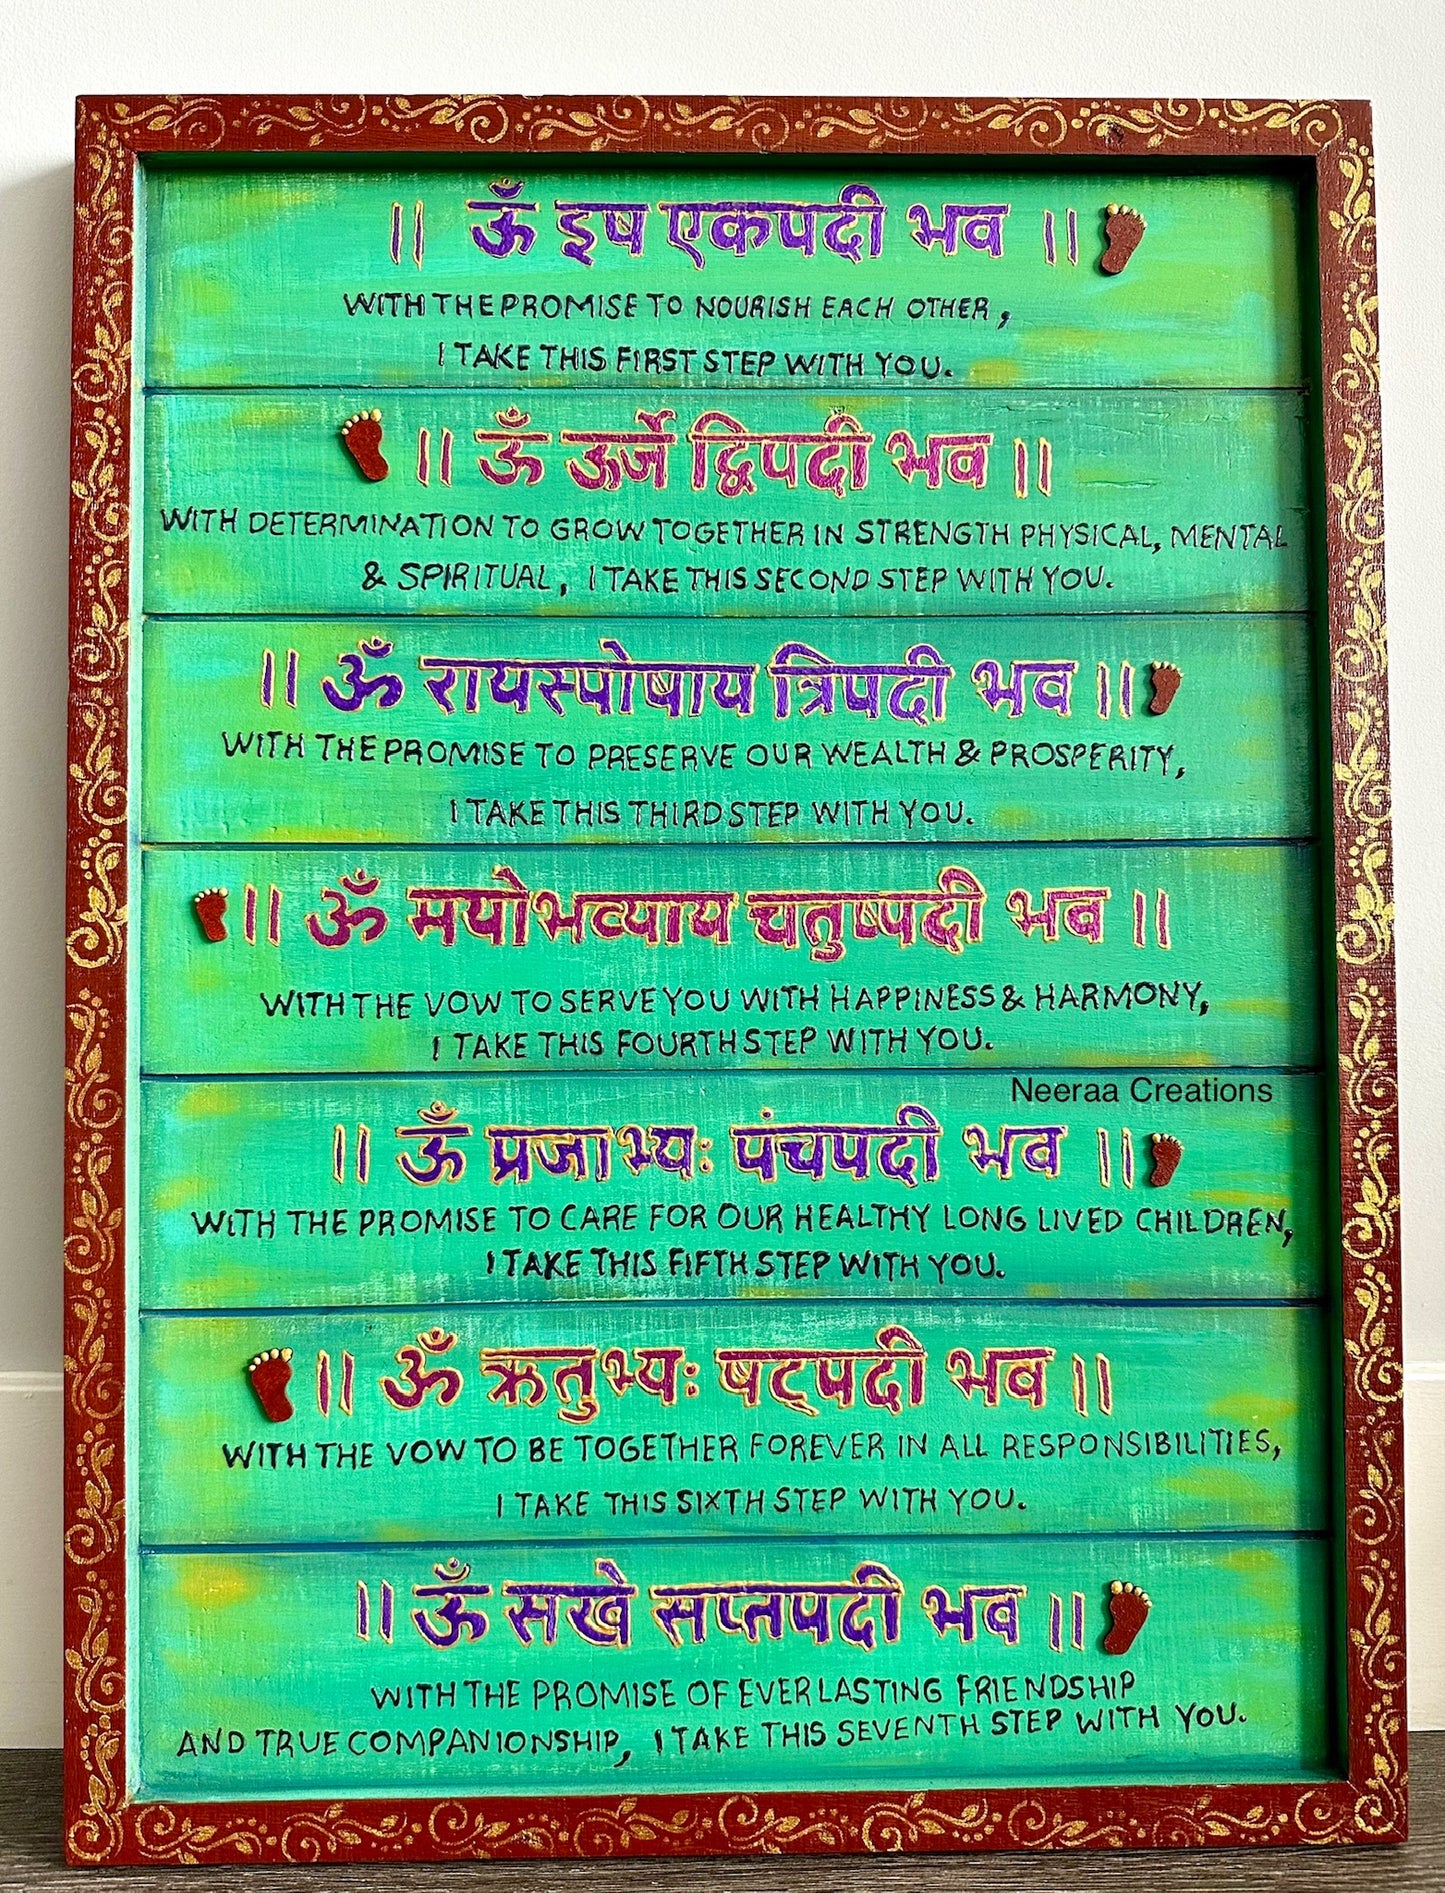 || ॐ इष एकपदी भव ||
WITH THE PROMISE TO NOURISH EACH OTHER,
I TAKE THIS FIRST STEP WITH YOU.
|| ॐ ऊर्जे द्विपदी भव ||
WITH DETERMINATION TO GROW TOGETHER IN STRENGTH PHYSICAL, MENTAL
& SPIRITUAL, I TAKE THIS SECOND STEP WITH YOU.
|| ॐ रायस्पोषाय त्रिपदी भव ||
WITH THE PROMISE TO PRESERVE OUR WEALTH & PROSPERITY,
I TAKE THIS THIRD STEP WITH YOU.
|| ॐ मयोभव्याय चतुष्पदी भव ||
WITH THE VOW TO SERVE YOU WITH HAPPINESS & HARMONY,
I TAKE THIS FOURTH STEP WITH YOU.
Neeraa Creations
|| ॐ प्रजाभ्यः पंचपदी भव ||
WITH THE PROMISE TO CARE FOR OUR HEALTHY LONG LIVED CHILDREN,
I TAKE THIS FIFTH STEP WITH YOU.
|| ॐ ऋतुभ्यः षट्पदी भव ||
WITH THE VOW TO BE TOGETHER FOREVER IN ALL RESPONSIBILITIES,
I TAKE THIS SIXTH STEP WITH YOU.
|| ॐ सखे सप्तपदी भव ||
WITH THE PROMISE OF EVERLASTING FRIENDSHIP
AND TRUE COMPANIONSHIP, I TAKE THIS SEVENTH STEP WITH YOU.